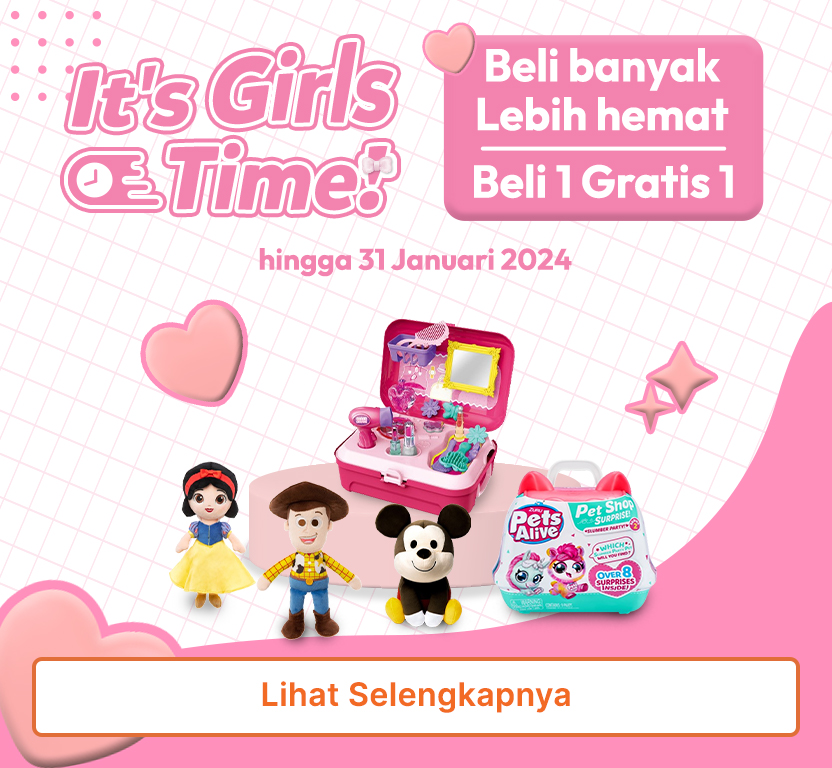 It's Girls
Time!
Beli banyak
Lebih hemat
Beli 1 Gratis 1
hingga 31 Januari 2024
Pets
Alive
Pet Shop
SURPRISE!
SLUMBER PARTY!
WHICH
WILL YOU FIND?
OVER 8
SURPRISES
INSIDE!
Lihat Selengkapnya